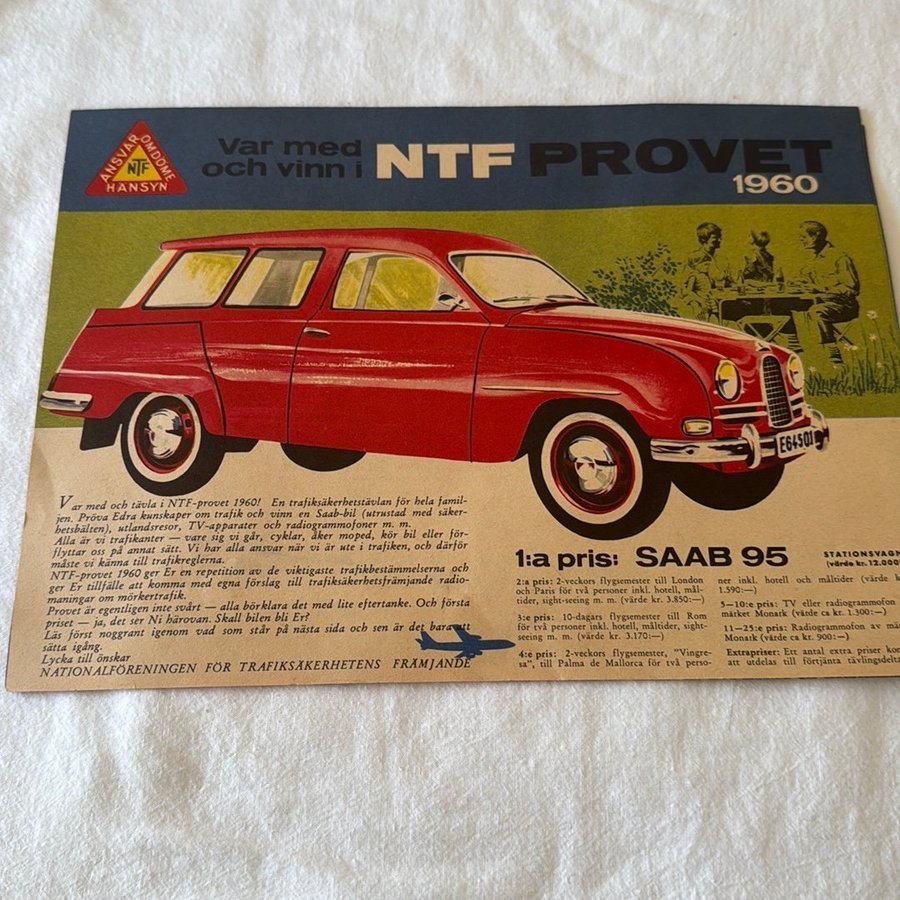 ANSVAR OMDÖME
NTF
HÄNSYN
Var med
och vinn i NTF PROVET
1960
E64501
Var med och tävla i NTF-provet 1960! En trafiksäkerhetstävlan för hela famil-
jen. Pröva Edra kunskaper om trafik och vinn en Saab-bil (utrustad med säker-
hetsbälten), utlandsresor, TV-apparater och radiogrammofoner m. m.
Alla är vi trafikanter — vare sig vi går, cyklar, åker moped, kör bil eller för-
flyttar oss på annat sätt. Vi har alla ansvar när vi är ute i trafiken, och därför
måste vi känna till trafikreglerna.
NTF-provet 1960 ger Er en repetition av de viktigaste trafikbestämmelserna och
ger Er tillfälle att komma med egna förslag till trafiksäkerhetsfrämjande radio-
maningar om mörkertrafik.
Provet är egentligen inte svårt — alla börklara det med lite eftertanke. Och första
priset — ja, det ser Ni härovan. Skall bilen bli Er?
Läs först noggrant igenom vad som står på nästa sida och sen är det bara att
sätta igång.
Lycka till önskar
NATIONALFÖRENINGEN FÖR TRAFIKSÄKERHETENS FRÄMJANDE
1:a pris: SAAB 95 STATIONSVAGN
(värde kr. 12.000
2:a pris: 2-veckors flygsemester till London
och Paris för två personer inkl. hotell, mål-
tider, sight-seeing m. m. (värde kr. 3.850:—)
3:e pris: 10-dagars flygsemester till Rom
för två personer inkl. hotell, måltider, sight-
seeing m. m. (värde kr. 3.170:—)
4:e pris: 2-veckors flygsemester, "Vingre-
sa", till Palma de Mallorca för två perso-
ner inkl. hotell och måltider (värde k
1.590:—)
5—10:e pris: TV eller radiogrammofon
märket Monark (värde ca kr. 1.300:—)
11—25:e pris: Radiogrammofon av mä
Monark (värde ca kr. 900:—)
Extrapriser: Ett antal extra priser kom
att utdelas till förtjänta tävlingsdelta